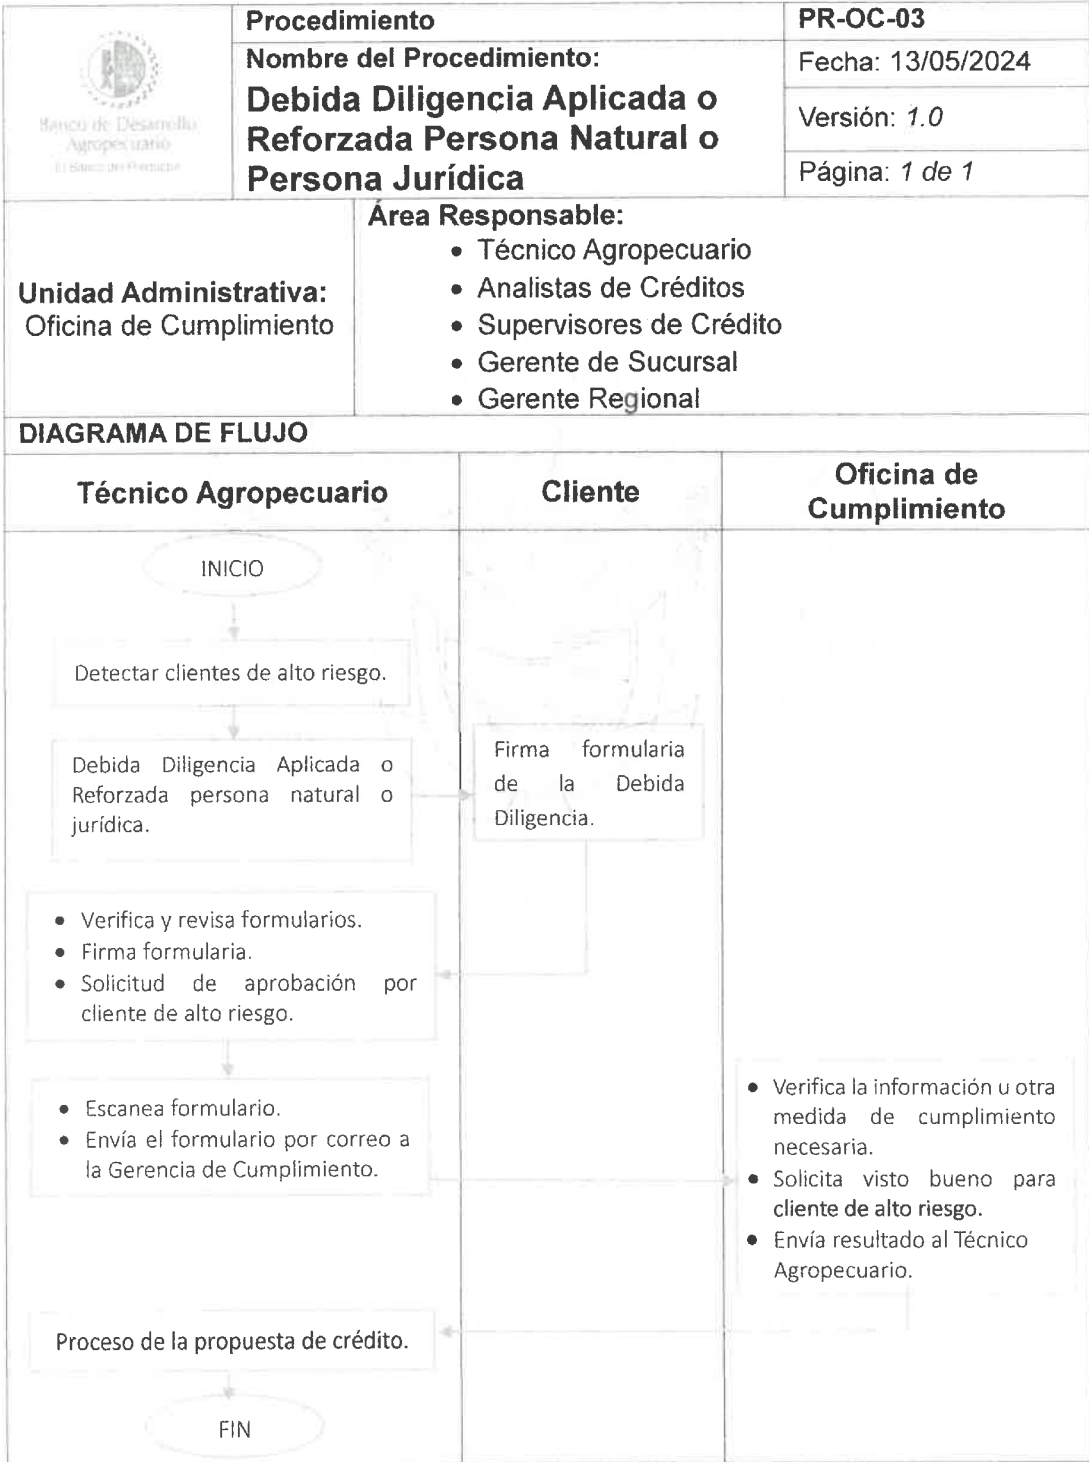 Banco de Desarrollo
Agropecuario
Procedimiento
PR-OC-03
Nombre del Procedimiento:
Debida Diligencia Aplicada o
Reforzada Persona Natural o
Persona Jurídica
Fecha: 13/05/2024
Versión: 1.0
Página: 1 de 1
Unidad Administrativa:
Oficina de Cumplimiento
Área Responsable:
• Técnico Agropecuario
• Analistas de Créditos
• Supervisores de Crédito
• Gerente de Sucursal
• Gerente Regional
DIAGRAMA DE FLUJO
Técnico Agropecuario
Cliente
Oficina de
Cumplimiento
INICIO
Detectar clientes de alto riesgo.
Debida Diligencia Aplicada o
Reforzada persona natural o
jurídica.
Firma formularia
de la Debida
Diligencia.
• Verifica y revisa formularios.
• Firma formularia.
• Solicitud de aprobación por
cliente de alto riesgo.
• Escanea formulario.
• Envía el formulario por correo a
la Gerencia de Cumplimiento.
• Verifica la información u otra
medida de cumplimiento
necesaria.
• Solicita visto bueno para
cliente de alto riesgo.
• Envía resultado al Técnico
Agropecuario.
Proceso de la propuesta de crédito.
FIN